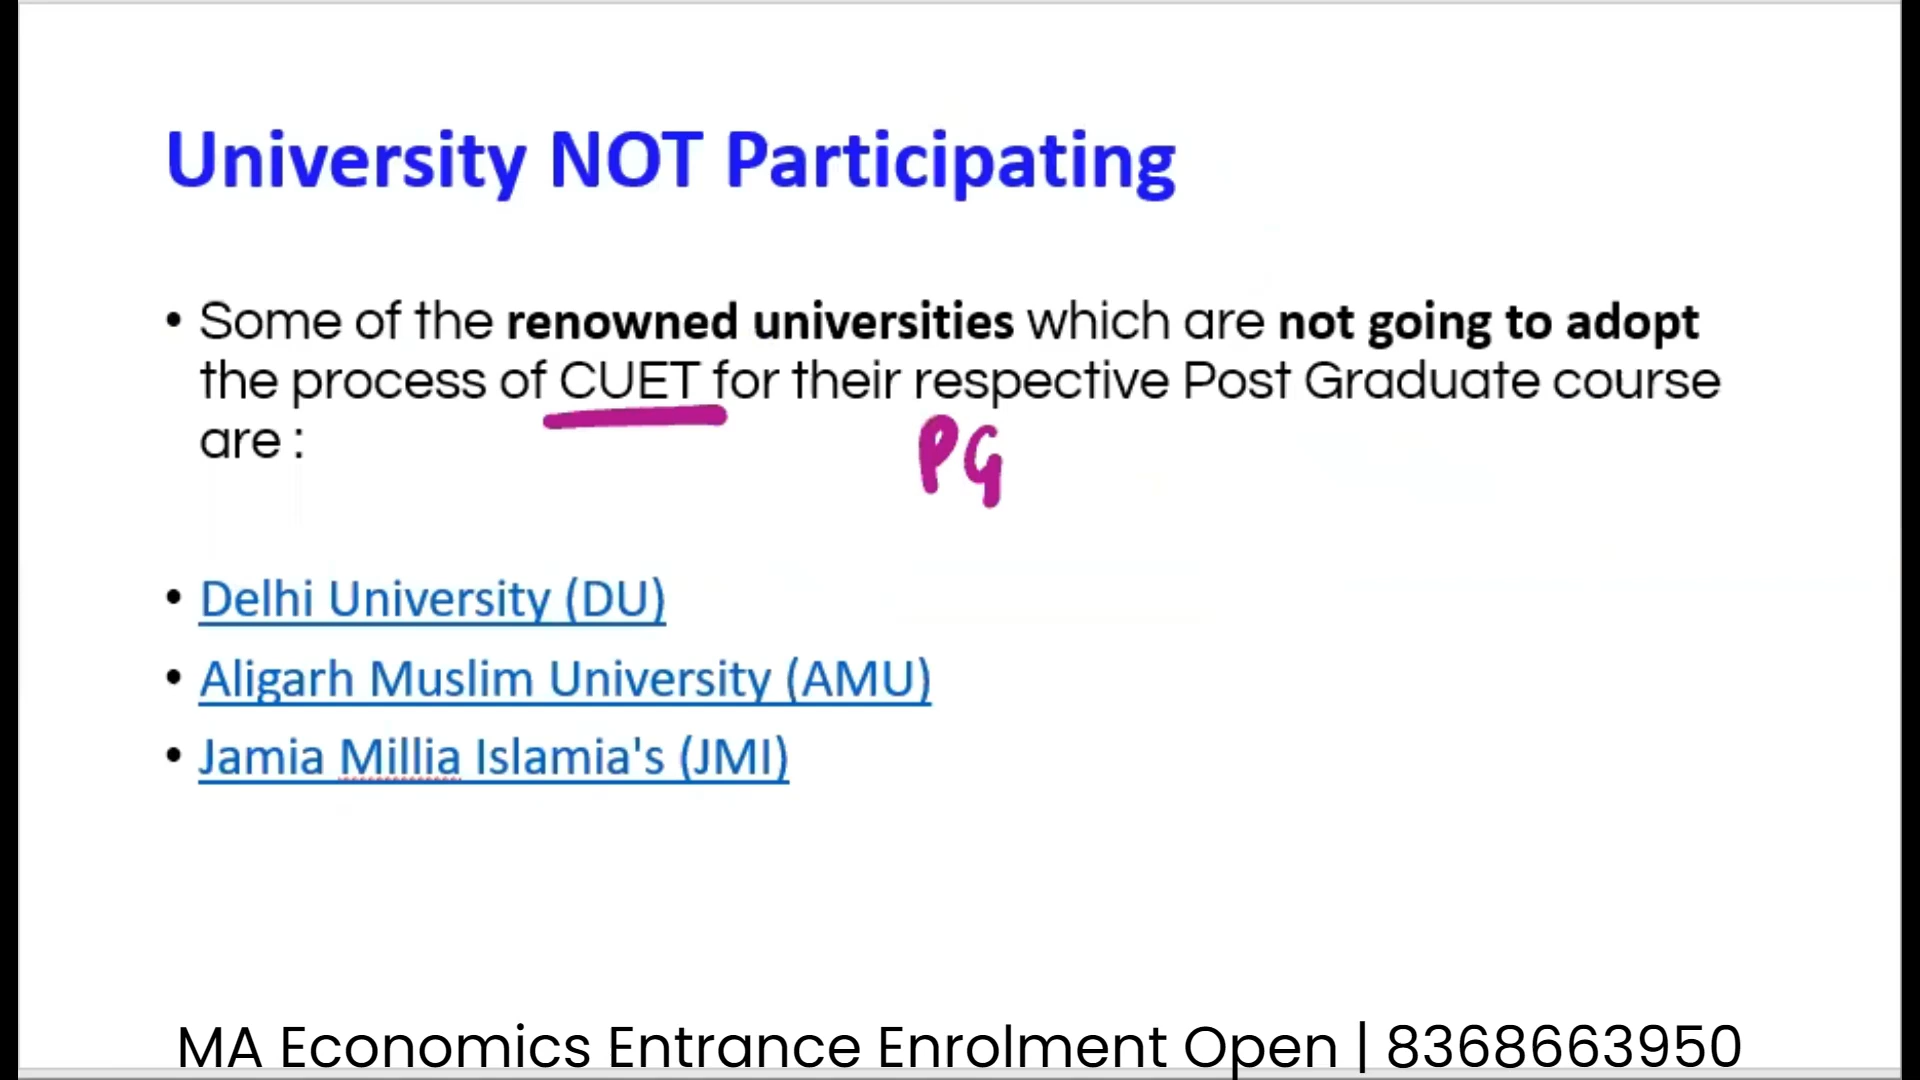 University NOT Participating
• Some of the renowned universities which are not going to adopt
the process of CUET for their respective Post Graduate course
are :
PG
• Delhi University (DU)
• Aligarh Muslim University (AMU)
• Jamia Millia Islamia's (JMI)
MA Economics Entrance Enrolment Open | 8368663950